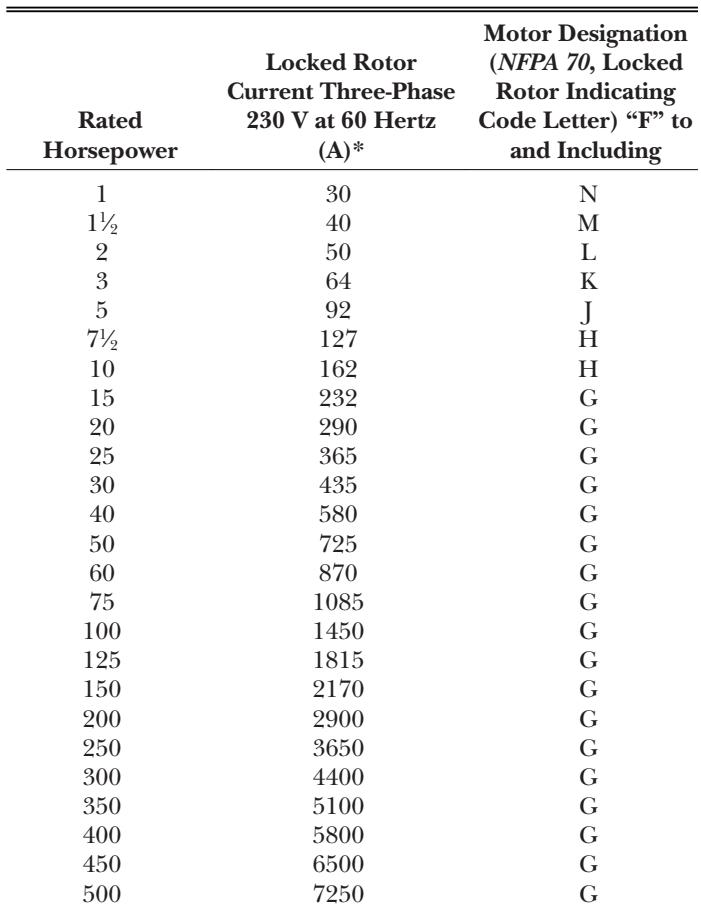 Rated Horsepower | Locked Rotor Current Three-Phase 230 V at 60 Hertz (A)* | Motor Designation (NFPA 70, Locked Rotor Indicating Code Letter) “F” to and Including
1 30 N
1½ 40 M
2 50 L
3 64 K
5 92 J
7½ 127 H
10 162 H
15 232 G
20 290 G
25 365 G
30 435 G
40 580 G
50 725 G
60 870 G
75 1085 G
100 1450 G
125 1815 G
150 2170 G
200 2900 G
250 3650 G
300 4400 G
350 5100 G
400 5800 G
450 6500 G
500 7250 G